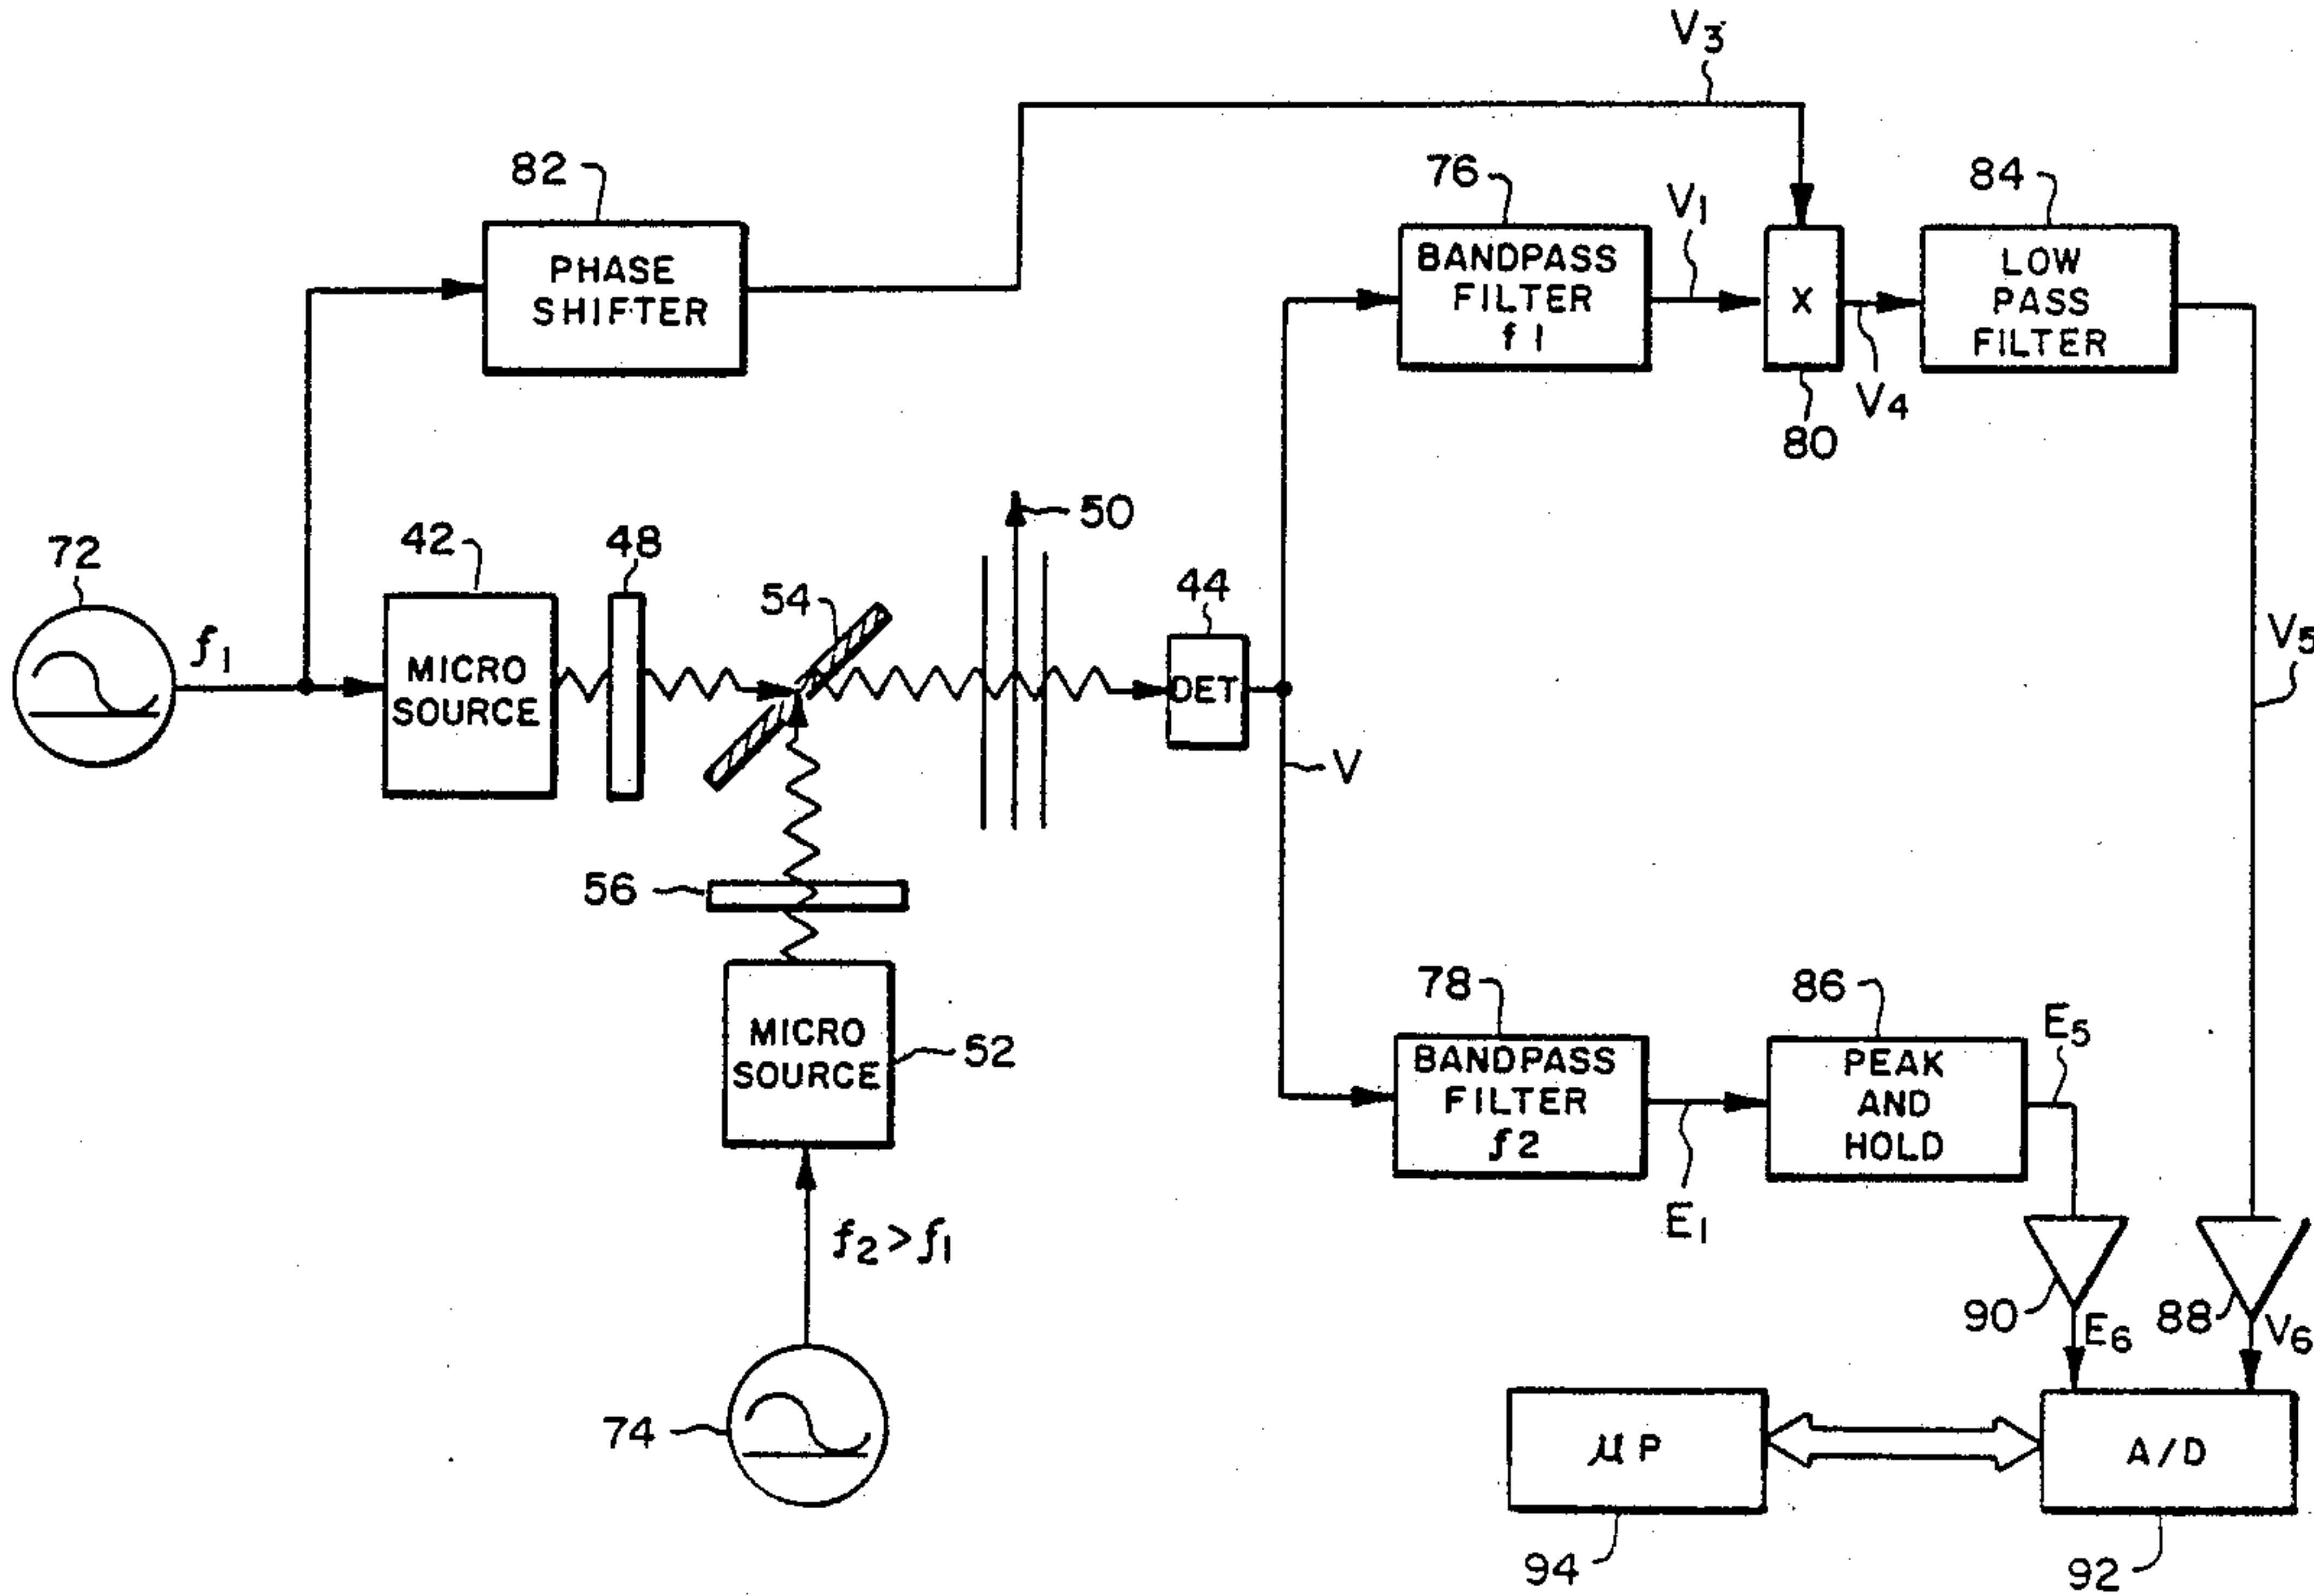 V3
82
76
V1
84
PHASE
SHIFTER
BANDPASS
FILTER
f1
X
LOW
PASS
FILTER
V4
80
72
42
48
54
50
44
f1
MICRO
SOURCE
DET
V
V5
56
MICRO
SOURCE
52
78
86
E5
BANDPASS
FILTER
f2
PEAK
AND
HOLD
E1
f2>f1
90
E6
88
V6
74
μP
A/D
94
92